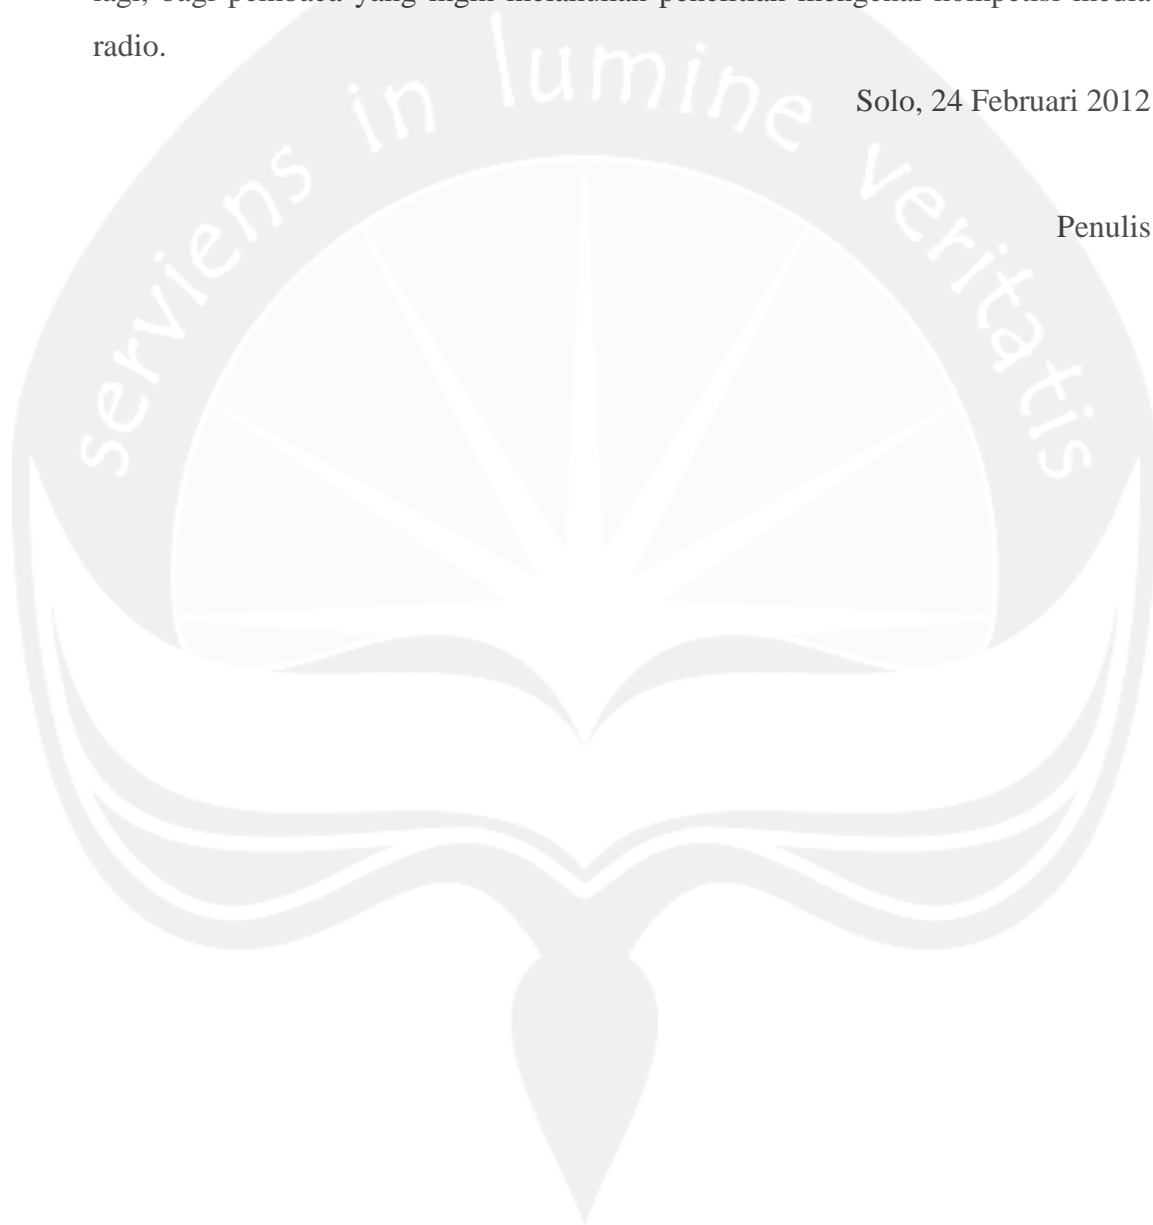 lagi, bagi pembaca yang ingin melakukan penelitian mengenai kompetisi media
radio.
Solo, 24 Februari 2012
Penulis
serviens in lumine veritatis